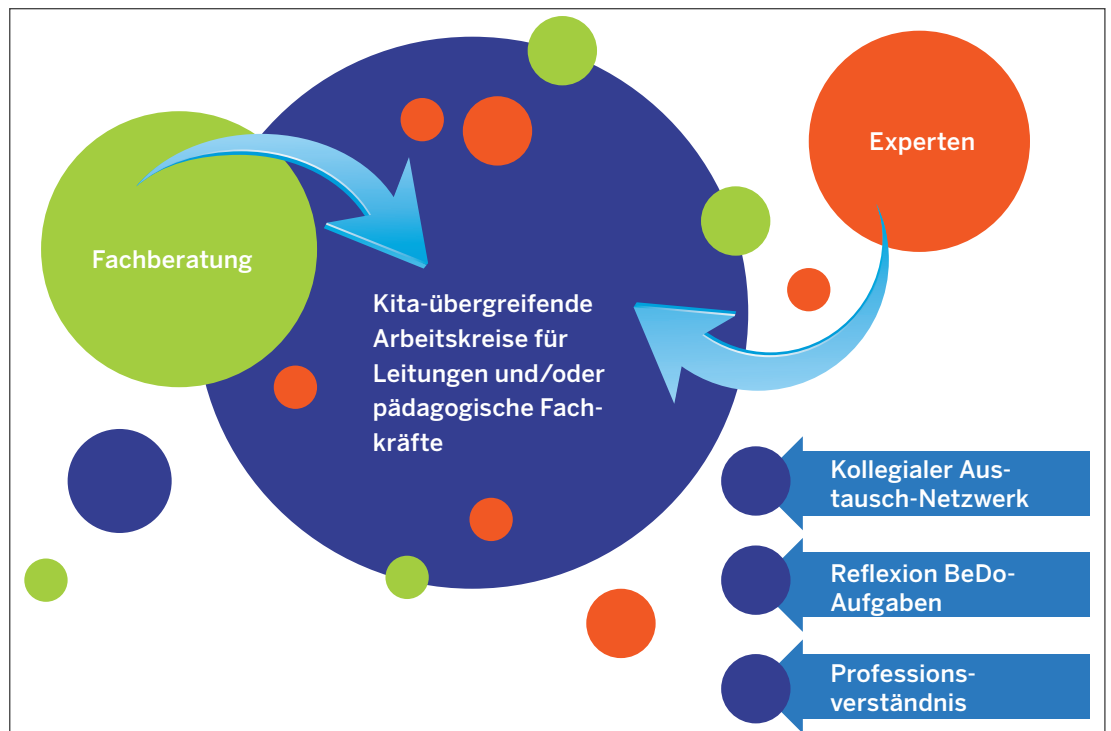 Experten
Fachberatung
Kita-übergreifende
Arbeitskreise für
Leitungen und/oder
pädagogische Fach-
kräfte
Kollegialer Aus-
tausch-Netzwerk
Reflexion BeDo-
Aufgaben
Professions-
verständnis